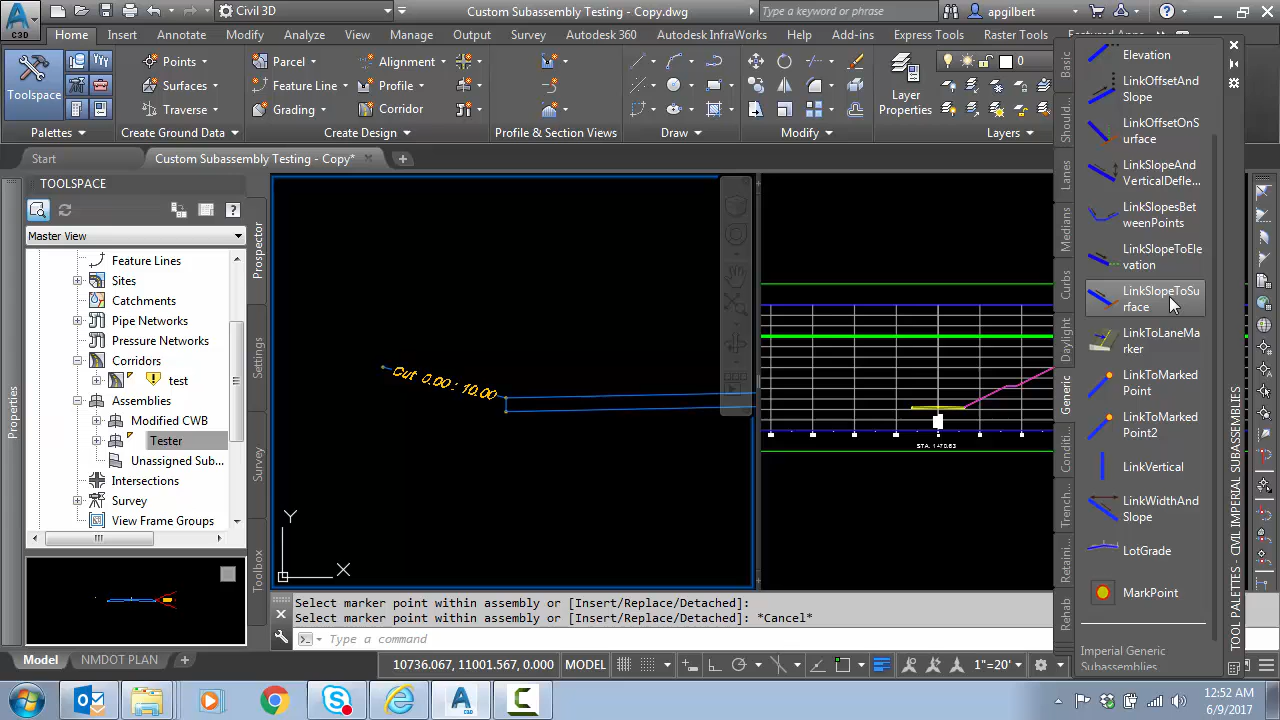 Civil 3D
Custom Subassembly Testing - Copy.dwg
Type a keyword or phrase
apgilbert
C3D
Home
Insert
Annotate
Modify
Analyze
View
Manage
Output
Survey
Autodesk 360
Autodesk InfraWorks
Help
Add-ins
Express Tools
Raster Tools
Toolspace
Points
Surfaces
Traverse
Parcel
Feature Line
Grading
Alignment
Profile
Corridor
Layer
Properties
0
Palettes
Create Ground Data
Create Design
Profile & Section Views
Draw
Modify
Layers
Start
Custom Subassembly Testing - Copy*
TOOLSPACE
Master View
Feature Lines
Sites
Catchments
Pipe Networks
Pressure Networks
Corridors
test
Assemblies
Modified CWB
Tester
Unassigned Sub...
Intersections
Survey
View Frame Groups
Properties
Prospector
Settings
Survey
Toolbox
Cut 0.00 - 10.00
Y
X
Basic
Shoul...
Lanes
Medians
Curbs
Daylight
Generic
Conditi...
Trench...
Retaini...
Rehab
Elevation
LinkOffsetAnd
Slope
LinkOffsetOnS
urface
LinkSlopeAnd
VerticalDefle...
LinkSlopesBet
weenPoints
LinkSlopeToEle
vation
LinkSlopeToSu
rface
LinkToLaneMa
rker
LinkToMarked
Point
LinkToMarked
Point2
LinkVertical
LinkWidthAnd
Slope
LotGrade
MarkPoint
Imperial Generic
Subassemblies
TOOL PALETTES - CIVIL IMPERIAL SUBASSEMBLIES
Select marker point within assembly or [Insert/Replace/Detached]:
Select marker point within assembly or [Insert/Replace/Detached]: *Cancel*
Type a command
Model
NMDOT PLAN
10736.067, 11001.567, 0.000
MODEL
1"=20'
12:52 AM
6/9/2017